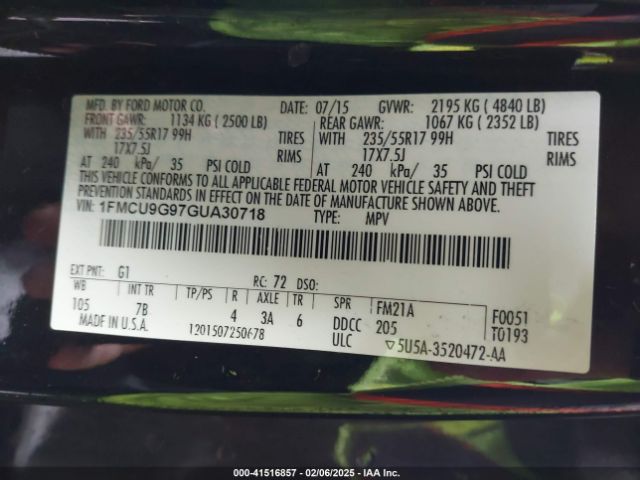 MFD. BY FORD MOTOR CO. DATE: 07/15 GVWR: 2195 KG ( 4840 LB)
FRONT GAWR: 1134 KG ( 2500 LB) REAR GAWR: 1067 KG ( 2352 LB)
WITH 235/55R17 99H TIRES WITH 235/55R17 99H TIRES
17X7.5J RIMS 17X7.5J RIMS
AT 240 kPa/ 35 PSI COLD AT 240 kPa/ 35 PSI COLD
THIS VEHICLE CONFORMS TO ALL APPLICABLE FEDERAL MOTOR VEHICLE SAFETY AND THEFT
PREVENTION STANDARDS IN EFFECT ON THE DATE OF MANUFACTURE SHOWN ABOVE.
VIN: 1FMCU9G97GUA30718 TYPE: MPV
EXT PNT: G1 RC: 72 DSO:
WB INT TR TP/PS R AXLE TR SPR FM21A F0051
105 7B 4 3A 6 DDCC 205 T0193
MADE IN U.S.A. 1201507250678 ULC ▽5U5A-3520472-AA
000-41516857 - 02/06/2025 - IAA Inc.